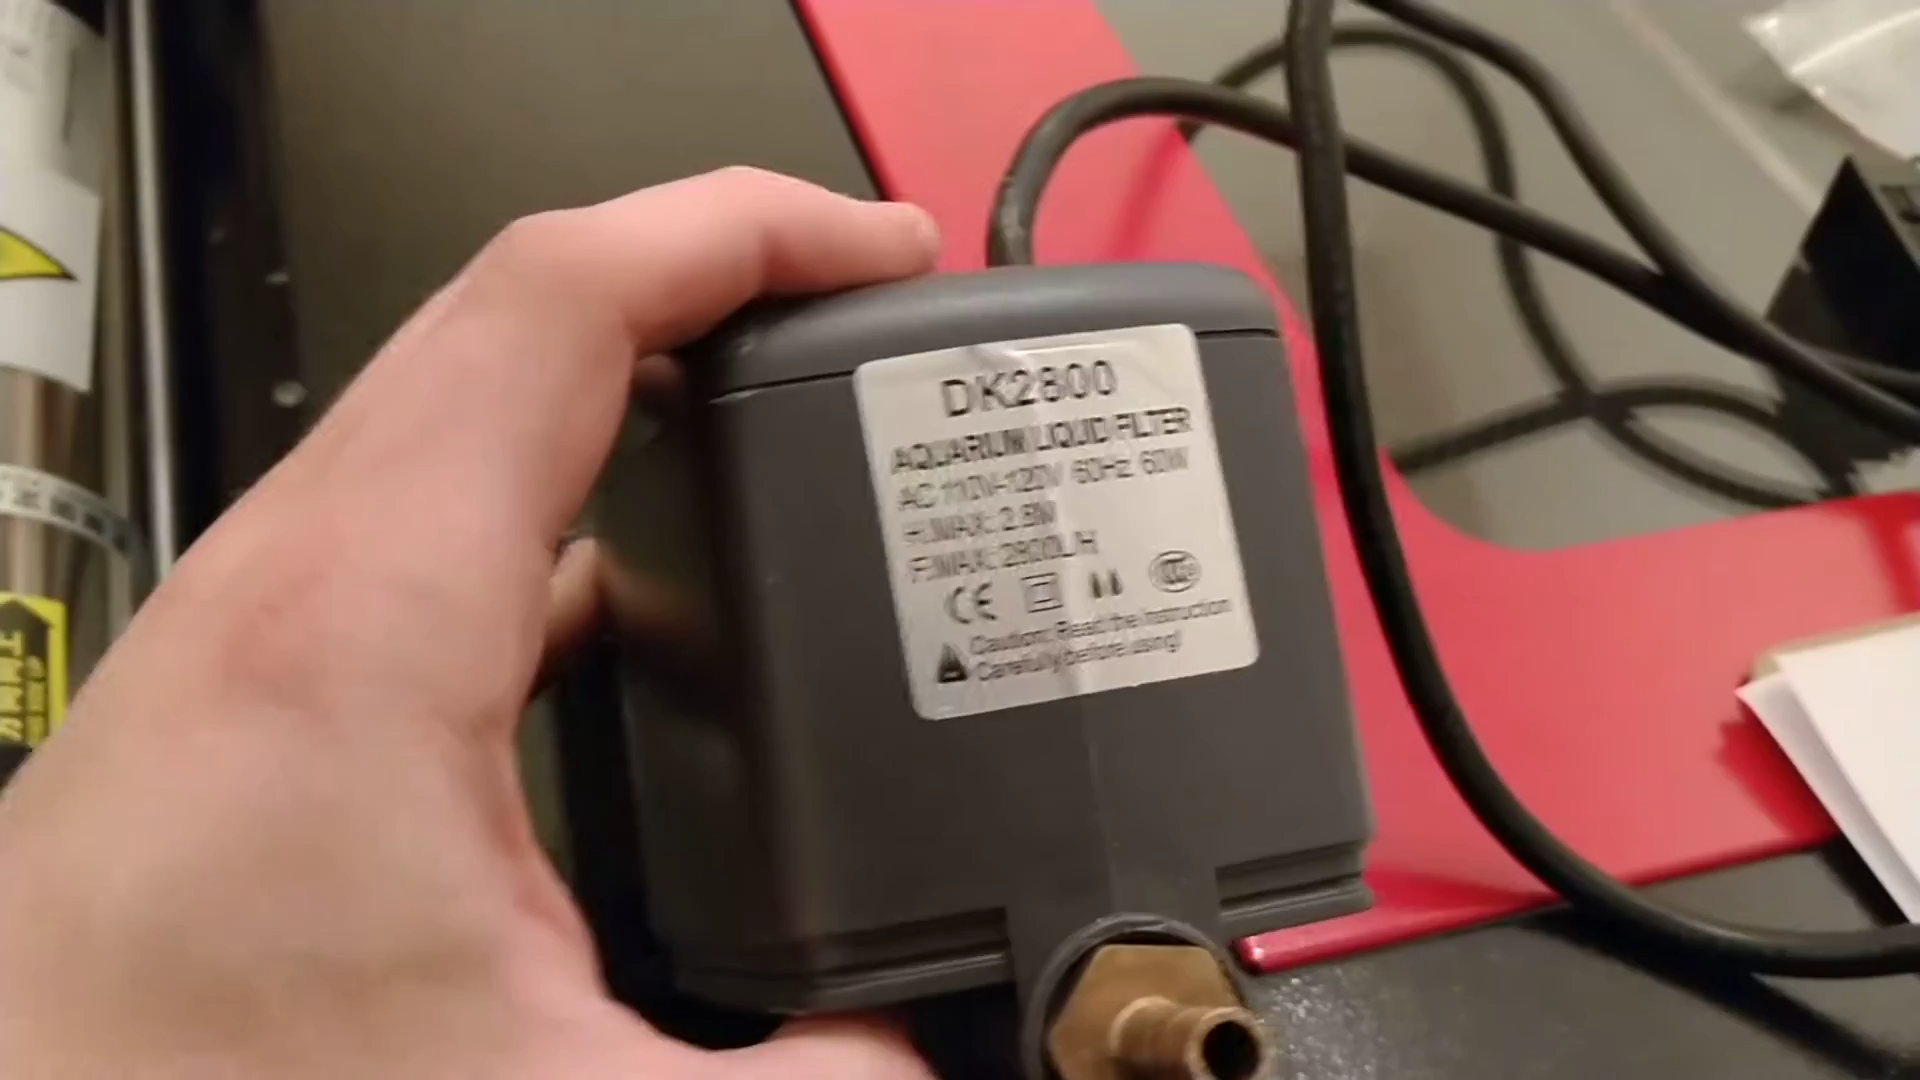 DK2800
AQUARIUM LIQUID FILTER
AC 110V-120V 60Hz 60W
H:MAX: 2.8M
F:MAX: 2800L/H
CE
Caution: Read the instruction
Carefully before using!